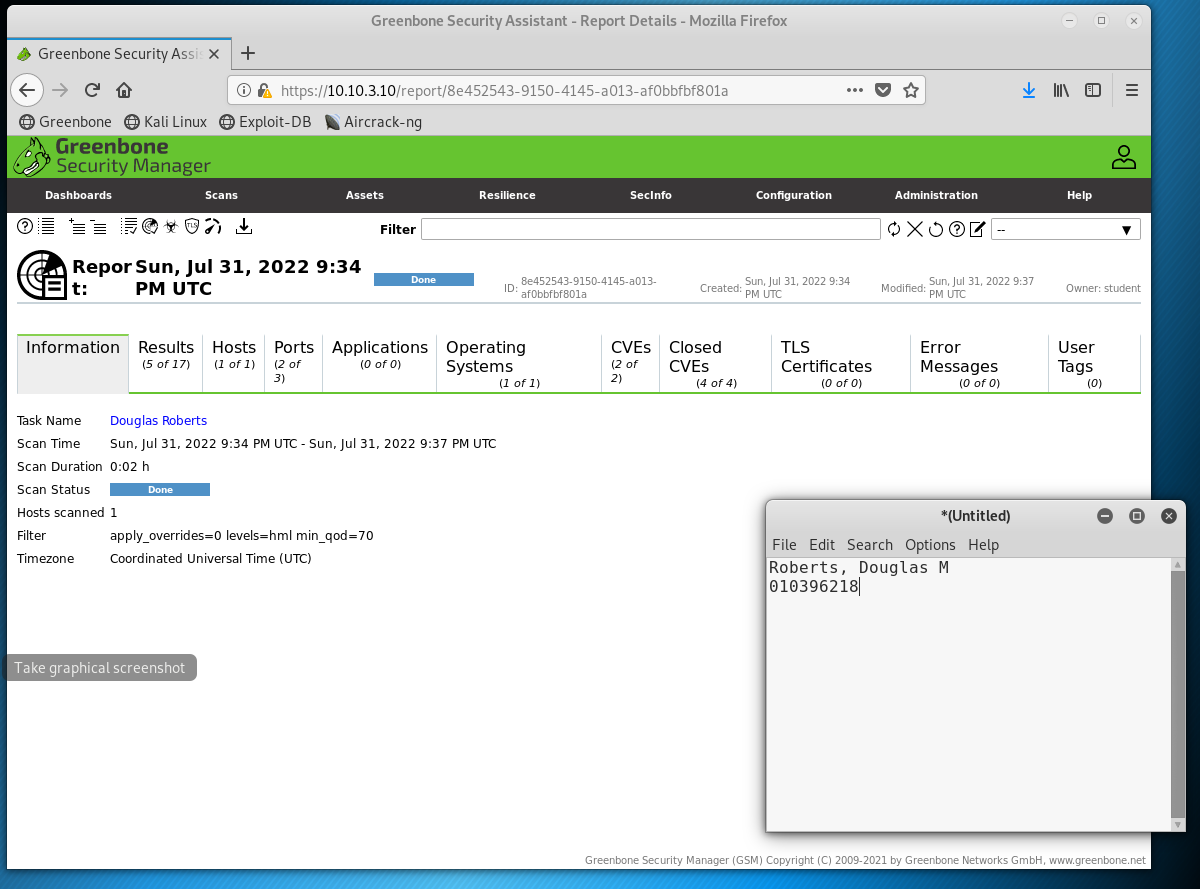 Greenbone Security Assistant - Report Details - Mozilla Firefox
Greenbone Security Assis
https://10.10.3.10/report/8e452543-9150-4145-a013-af0bbfbf801a
Greenbone Kali Linux Exploit-DB Aircrack-ng
Greenbone
Security Manager
Dashboards Scans Assets Resilience SecInfo Configuration Administration Help
TLS
Filter --
Repor
t:
Sun, Jul 31, 2022 9:34
PM UTC
Done
ID: 8e452543-9150-4145-a013-
af0bbfbf801a
Created: Sun, Jul 31, 2022 9:34
PM UTC
Modified: Sun, Jul 31, 2022 9:37
PM UTC
Owner: student
Information
Results
(5 of 17)
Hosts
(1 of 1)
Ports
(2 of
3)
Applications
(0 of 0)
Operating
Systems
(1 of 1)
CVEs
(2 of
2)
Closed
CVEs
(4 of 4)
TLS
Certificates
(0 of 0)
Error
Messages
(0 of 0)
User
Tags
(0)
Task Name Douglas Roberts
Scan Time Sun, Jul 31, 2022 9:34 PM UTC - Sun, Jul 31, 2022 9:37 PM UTC
Scan Duration 0:02 h
Scan Status Done
Hosts scanned 1
Filter apply_overrides=0 levels=hml min_qod=70
Timezone Coordinated Universal Time (UTC)
*(Untitled)
File Edit Search Options Help
Roberts, Douglas M
010396218
Take graphical screenshot
Greenbone Security Manager (GSM) Copyright (C) 2009-2021 by Greenbone Networks GmbH, www.greenbone.net